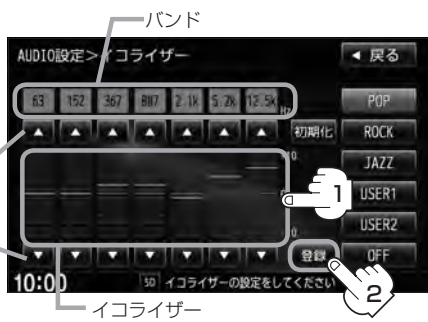 バンド
AUDIO設定>イコライザー
◀ 戻る
63 152 367 887 2.1k 5.2k 12.5k Hz
POP
初期化
ROCK
JAZZ
1
USER1
USER2
登録
OFF
10:00
SD イコライザーの設定をしてください
2
イコライザー